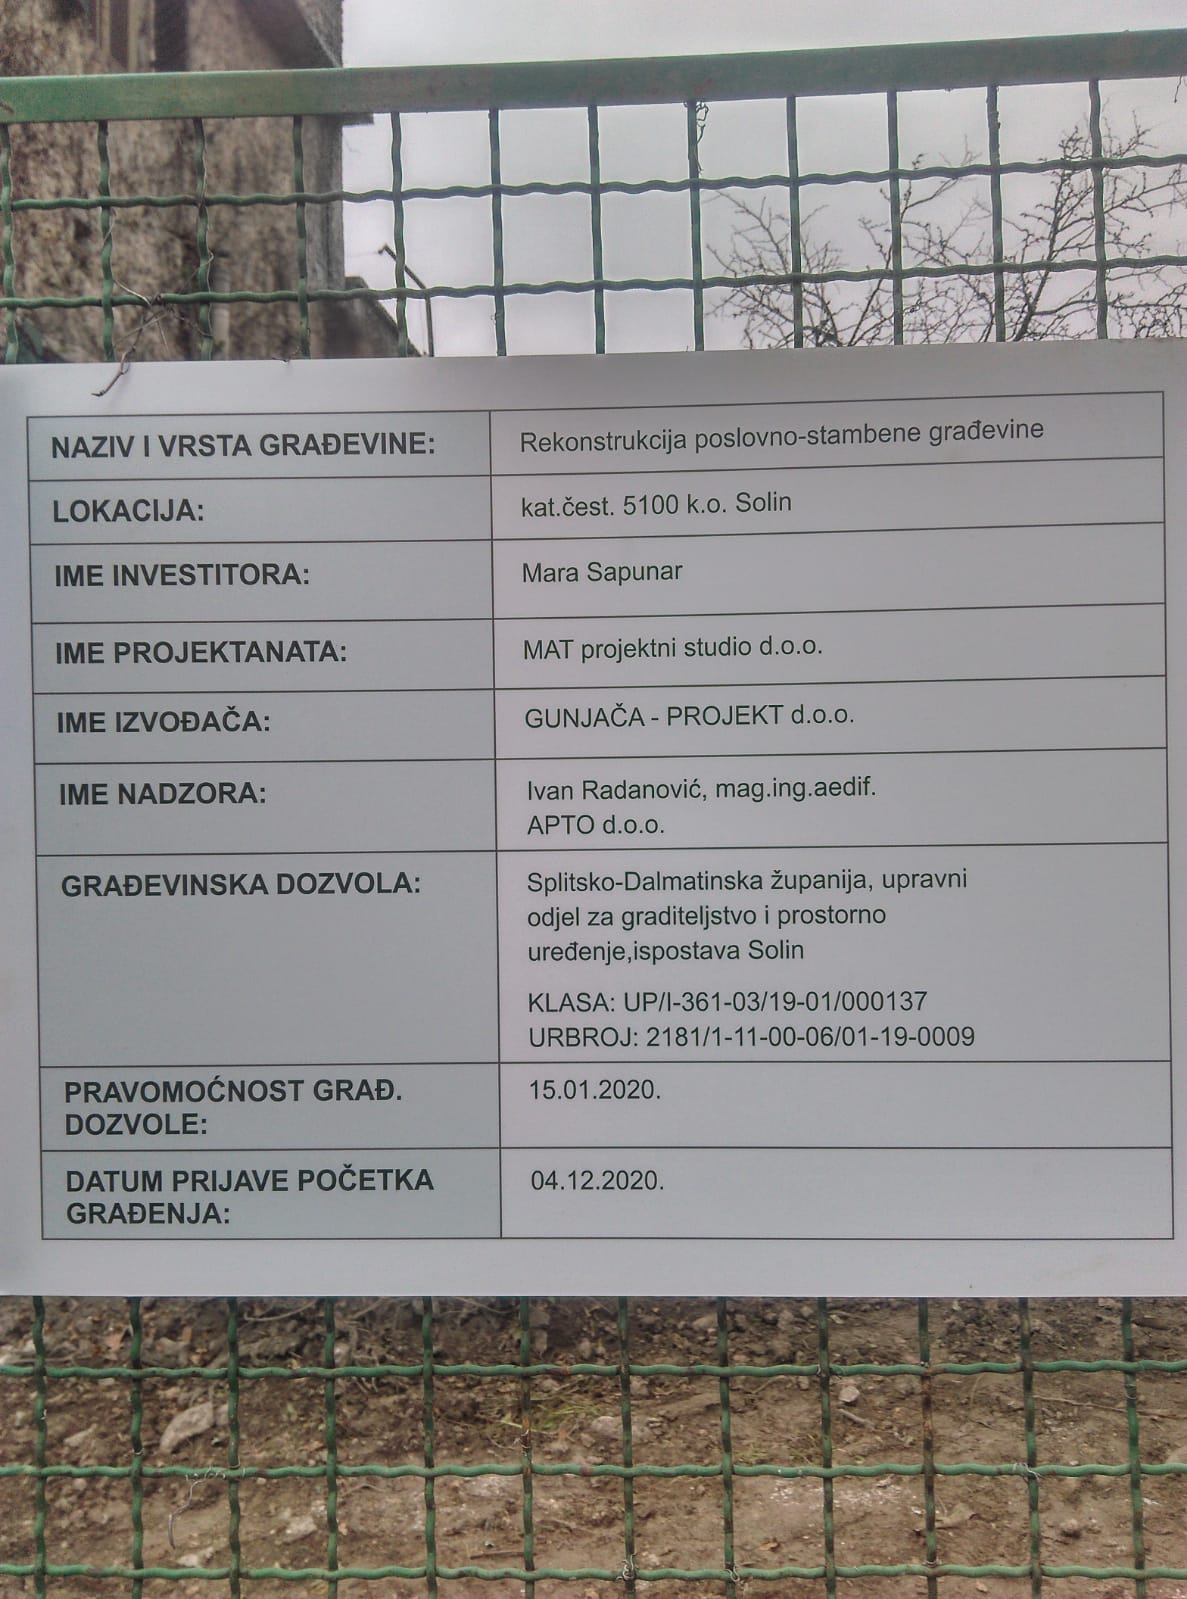 NAZIV I VRSTA GRAĐEVINE:
Rekonstrukcija poslovno-stambene građevine
LOKACIJA:
kat.čest. 5100 k.o. Solin
IME INVESTITORA:
Mara Sapunar
IME PROJEKTANATA:
MAT projektni studio d.o.o.
IME IZVOĐAČA:
GUNJAČA - PROJEKT d.o.o.
IME NADZORA:
Ivan Radanović, mag.ing.aedif.
APTO d.o.o.
GRAĐEVINSKA DOZVOLA:
Splitsko-Dalmatinska županija, upravni
odjel za graditeljstvo i prostorno
uređenje,ispostava Solin
KLASA: UP/I-361-03/19-01/000137
URBROJ: 2181/1-11-00-06/01-19-0009
PRAVOMOĆNOST GRAĐ.
DOZVOLE:
15.01.2020.
DATUM PRIJAVE POČETKA
GRAĐENJA:
04.12.2020.